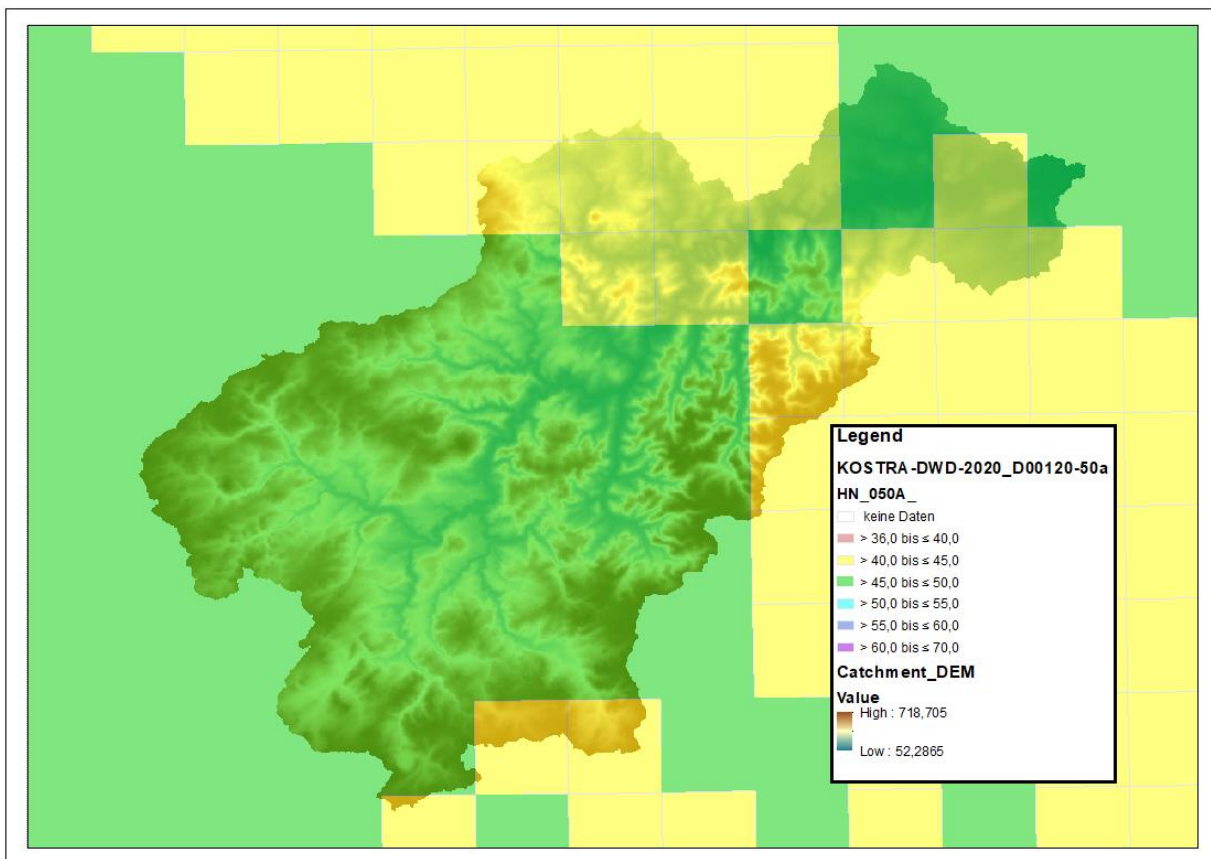 Legend
KOSTRA-DWD-2020_D00120-50a
HN_050A_
keine Daten
> 36,0 bis ≤ 40,0
> 40,0 bis ≤ 45,0
> 45,0 bis ≤ 50,0
> 50,0 bis ≤ 55,0
> 55,0 bis ≤ 60,0
> 60,0 bis ≤ 70,0
Catchment_DEM
Value
High : 718,705
Low : 52,2865